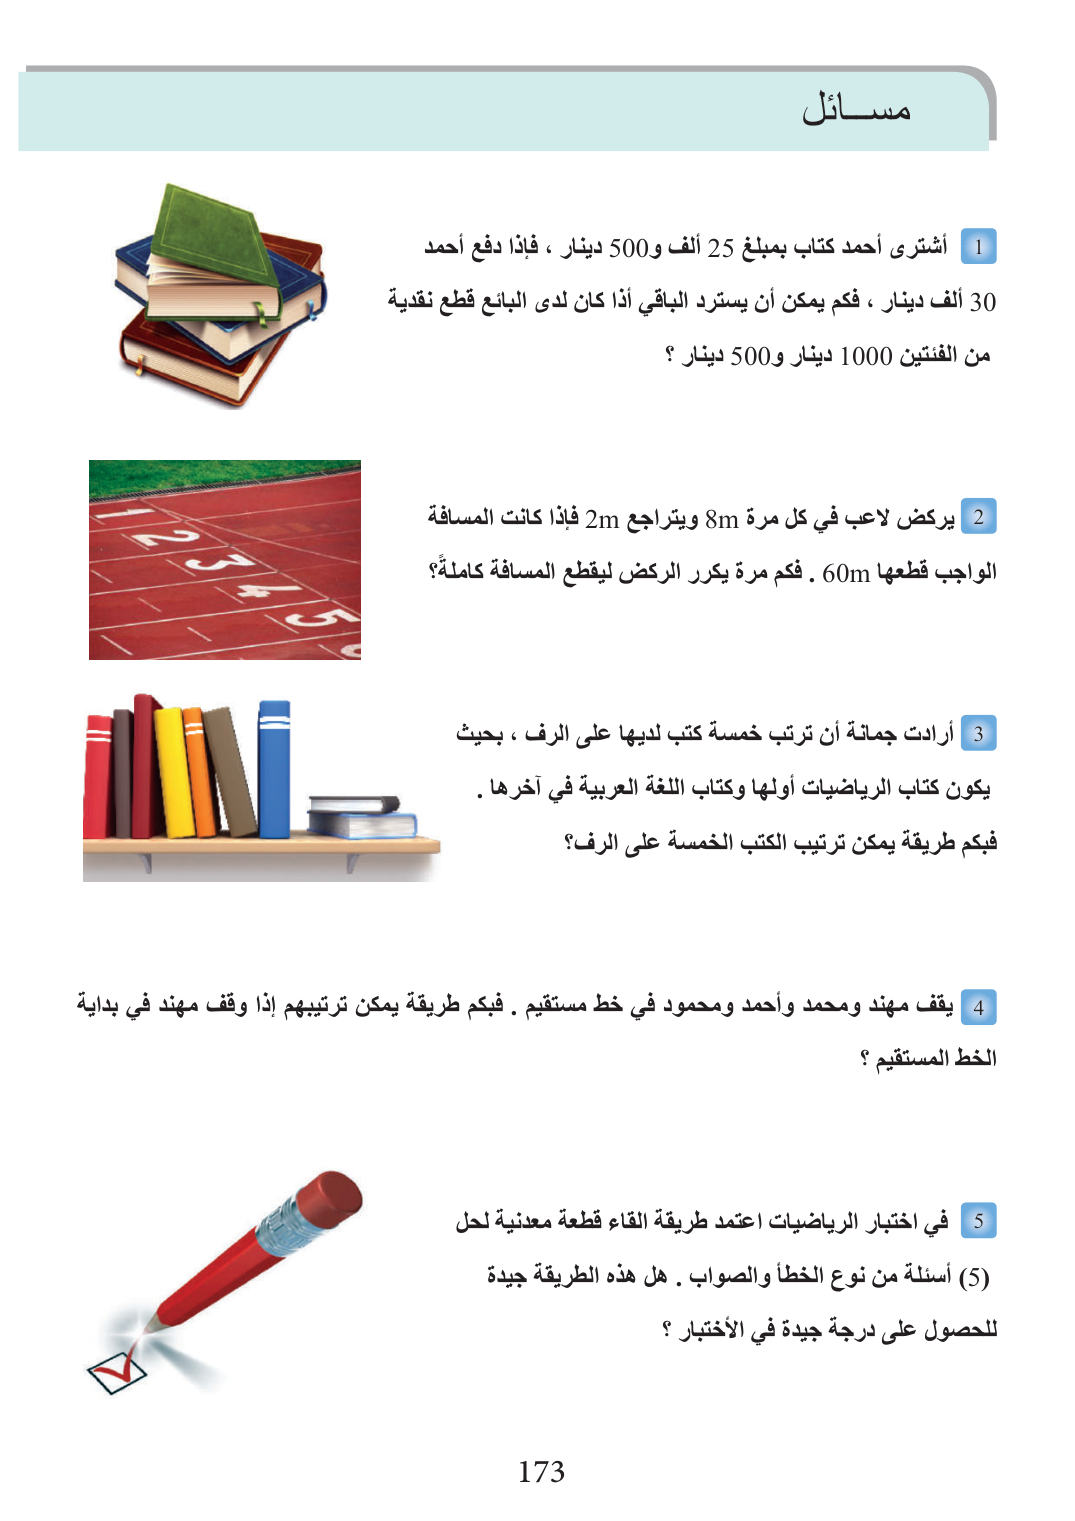 مســـائل
1 أشترى أحمد كتاب بمبلغ 25 ألف و500 دينار ، فإذا دفع أحمد
30 ألف دينار ، فكم يمكن أن يسترد الباقي أذا كان لدى البائع قطع نقدية
من الفئتين 1000 دينار و500 دينار ؟
2 يركض لاعب في كل مرة 8m ويتراجع 2m فإذا كانت المسافة
الواجب قطعها 60m . فكم مرة يكرر الركض ليقطع المسافة كاملةً؟
3 أرادت جمانة أن ترتب خمسة كتب لديها على الرف ، بحيث
يكون كتاب الرياضيات أولها وكتاب اللغة العربية في آخرها .
فبكم طريقة يمكن ترتيب الكتب الخمسة على الرف؟
4 يقف مهند ومحمد وأحمد ومحمود في خط مستقيم . فبكم طريقة يمكن ترتيبهم إذا وقف مهند في بداية
الخط المستقيم ؟
5 في اختبار الرياضيات اعتمد طريقة القاء قطعة معدنية لحل
(5) أسئلة من نوع الخطأ والصواب . هل هذه الطريقة جيدة
للحصول على درجة جيدة في الأختبار ؟
1
2
3
4
5
173